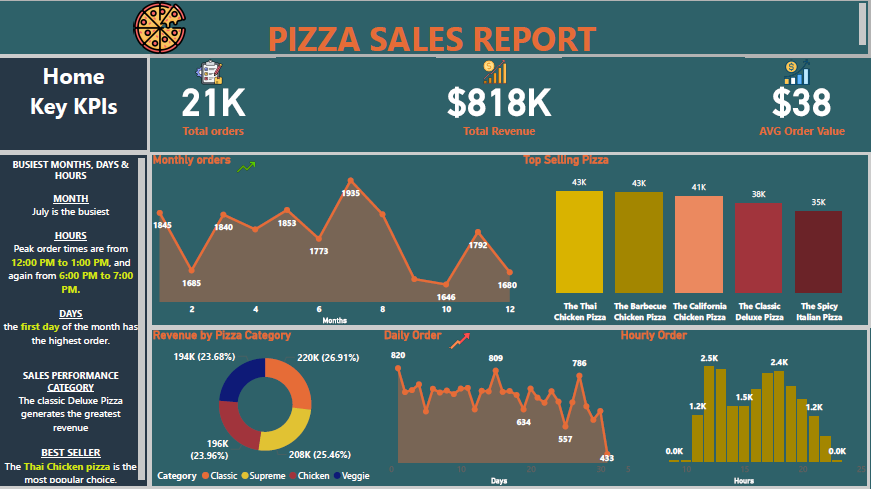 PIZZA SALES REPORT
Home
Key KPIs
21K
Total orders
$818K
Total Revenue
$38
AVG Order Value
BUSIEST MONTHS, DAYS &
HOURS
MONTH
July is the busiest
HOURS
Peak order times are from
12:00 PM to 1:00 PM, and
again from 6:00 PM to 7:00
PM.
DAYS
the first day of the month has
the highest order.
SALES PERFORMANCE
CATEGORY
The classic Deluxe Pizza
generates the greatest
revenue
BEST SELLER
The Thai Chicken pizza is the
most popular choice.
Monthly orders
1845
1685
1840
1853
1773
1935
1646
1792
1680
2 4 6 8 10 12
Months
Top Selling Pizza
43K
43K
41K
38K
35K
The Thai
Chicken Pizza
The Barbecue
Chicken Pizza
The California
Chicken Pizza
The Classic
Deluxe Pizza
The Spicy
Italian Pizza
Revenue by Pizza Category
194K (23.68%)
220K (26.91%)
196K
(23.96%)
208K (25.46%)
Category Classic Supreme Chicken Veggie
Daily Order
820
809
634
557
786
433
0 10 20 30
Days
Hourly Order
0.0K
1.2K
2.5K
1.5K
2.4K
1.2K
0.0K
5 10 15 20 25
Hours